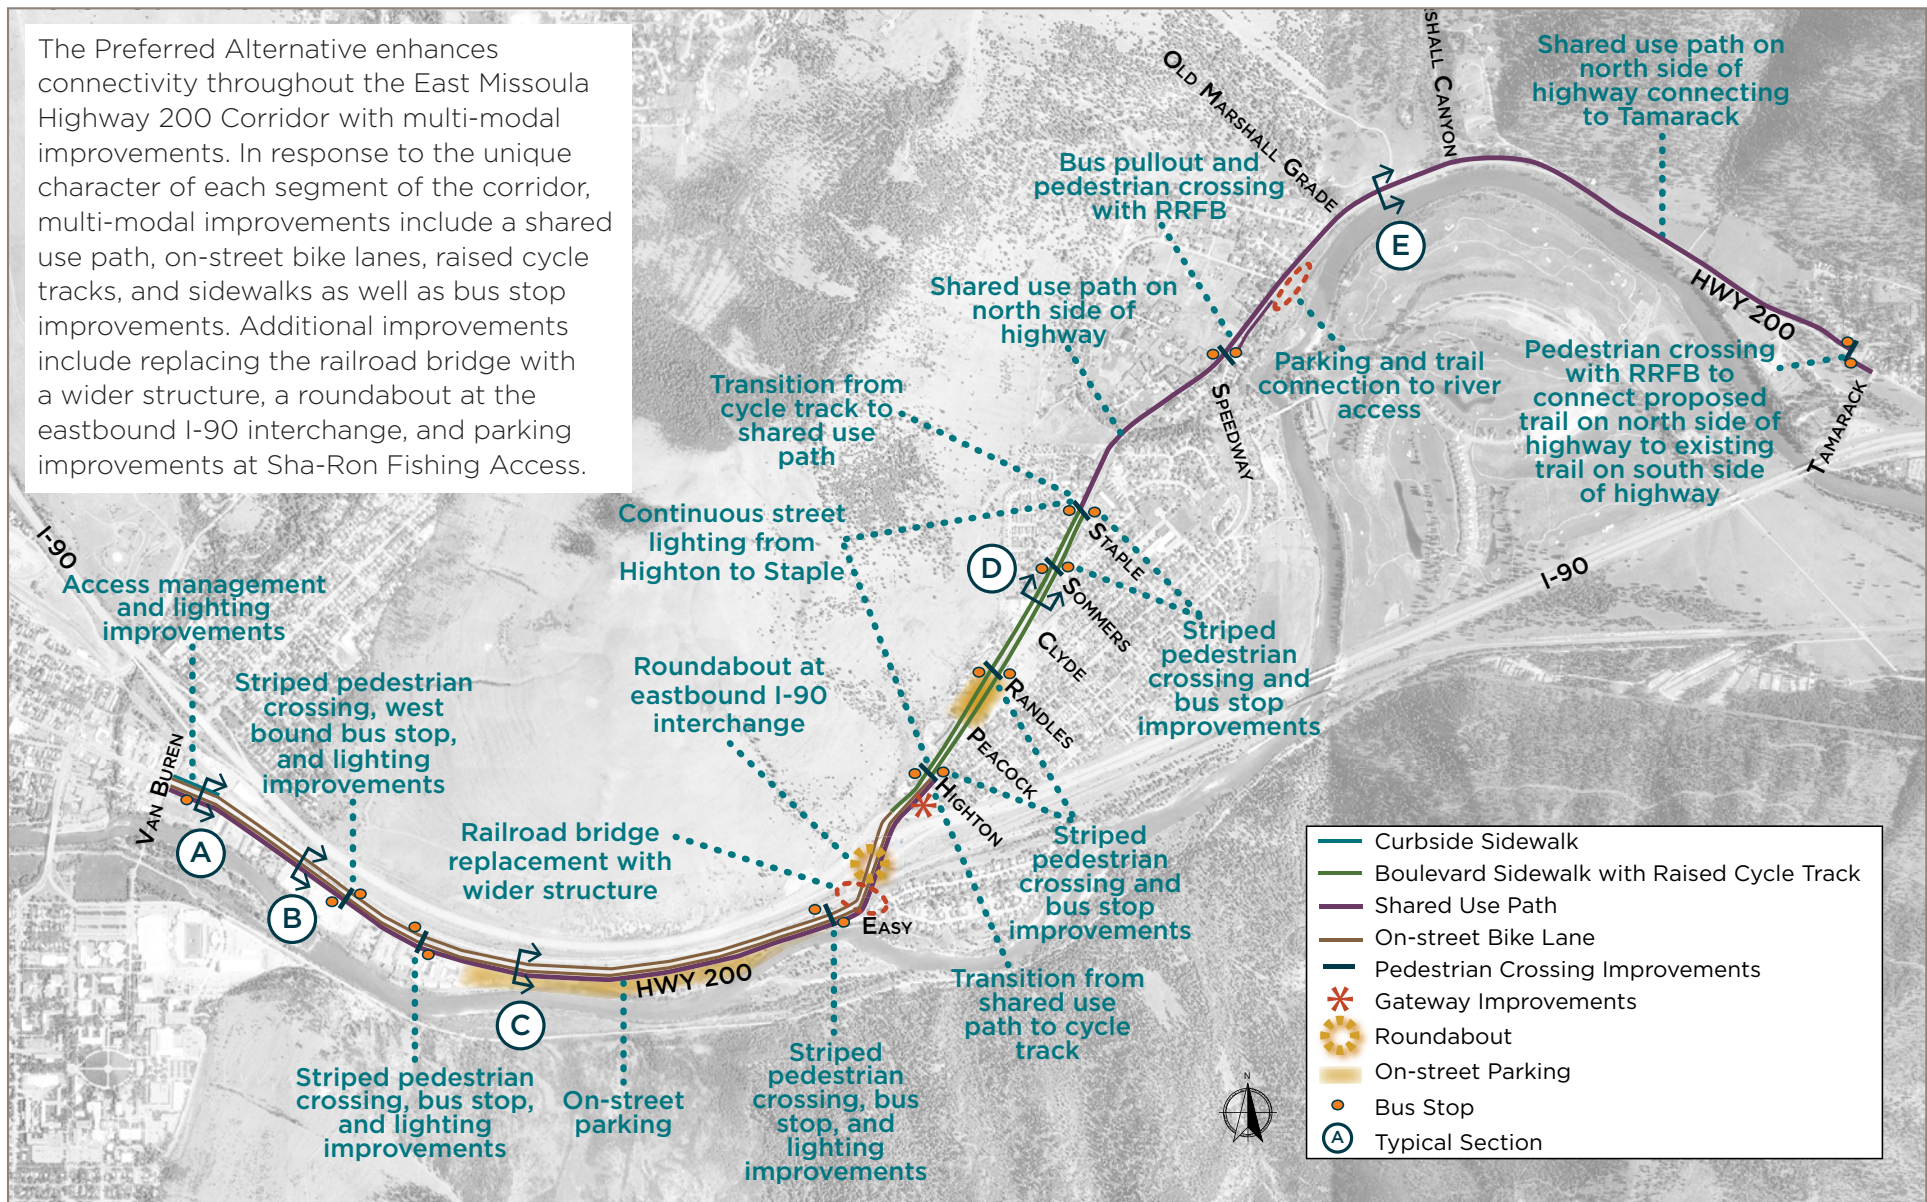 The Preferred Alternative enhances
connectivity throughout the East Missoula
Highway 200 Corridor with multi-modal
improvements. In response to the unique
character of each segment of the corridor,
multi-modal improvements include a shared
use path, on-street bike lanes, raised cycle
tracks, and sidewalks as well as bus stop
improvements. Additional improvements
include replacing the railroad bridge with
a wider structure, a roundabout at the
eastbound I-90 interchange, and parking
improvements at Sha-Ron Fishing Access.
OLD MARSHALL GRADE
SHALL CANYON
Shared use path on
north side of
highway connecting
to Tamarack
Bus pullout and
pedestrian crossing
with RRFB
E
HWY 200
Shared use path on
north side of
highway
Parking and trail
connection to river
access
Pedestrian crossing
with RRFB to
connect proposed
trail on north side of
highway to existing
trail on south side
of highway
TAMARACK
SPEEDWAY
Transition from
cycle track to
shared use
path
Continuous street
lighting from
Highton to Staple
STAPLE
D
SOMMERS
CLYDE
I-90
I-90
Access management
and lighting
improvements
Striped pedestrian
crossing, west
bound bus stop,
and lighting
improvements
Roundabout at
eastbound I-90
interchange
Striped
pedestrian
crossing and
bus stop
improvements
RANDLES
PEACOCK
HIGHTON
VAN BUREN
A
B
Railroad bridge
replacement with
wider structure
Striped
pedestrian
crossing and
bus stop
improvements
EASY
HWY 200
C
Transition from
shared use
path to cycle
track
Striped pedestrian
crossing, bus stop,
and lighting
improvements
On-street
parking
Striped
pedestrian
crossing, bus
stop, and
lighting
improvements
N
Curbside Sidewalk
Boulevard Sidewalk with Raised Cycle Track
Shared Use Path
On-street Bike Lane
Pedestrian Crossing Improvements
Gateway Improvements
Roundabout
On-street Parking
Bus Stop
A Typical Section